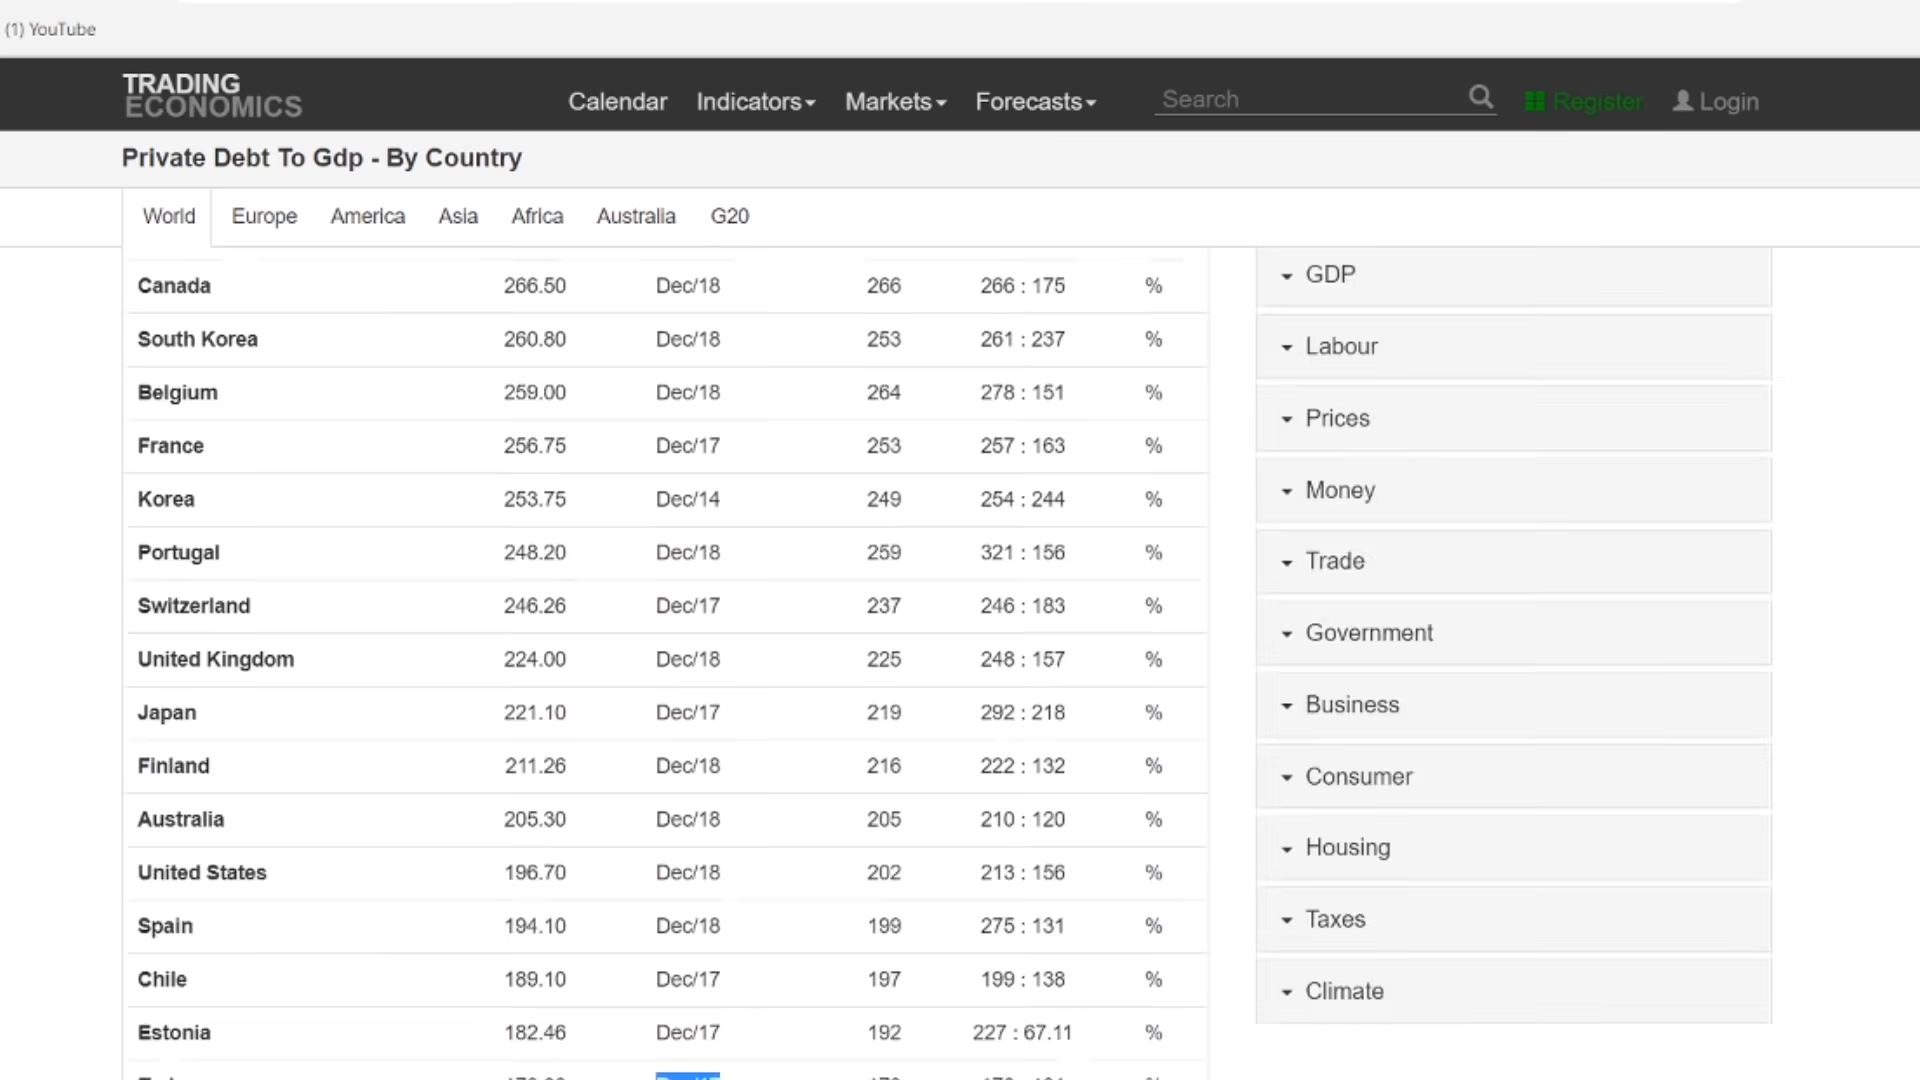 (1) YouTube
TRADING
ECONOMICS
Calendar Indicators Markets Forecasts Search Register Login
Private Debt To Gdp - By Country
World Europe America Asia Africa Australia G20
Canada 266.50 Dec/18 266 266 : 175 %
South Korea 260.80 Dec/18 253 261 : 237 %
Belgium 259.00 Dec/18 264 278 : 151 %
France 256.75 Dec/17 253 257 : 163 %
Korea 253.75 Dec/14 249 254 : 244 %
Portugal 248.20 Dec/18 259 321 : 156 %
Switzerland 246.26 Dec/17 237 246 : 183 %
United Kingdom 224.00 Dec/18 225 248 : 157 %
Japan 221.10 Dec/17 219 292 : 218 %
Finland 211.26 Dec/18 216 222 : 132 %
Australia 205.30 Dec/18 205 210 : 120 %
United States 196.70 Dec/18 202 213 : 156 %
Spain 194.10 Dec/18 199 275 : 131 %
Chile 189.10 Dec/17 197 199 : 138 %
Estonia 182.46 Dec/17 192 227 : 67.11 %
GDP
Labour
Prices
Money
Trade
Government
Business
Consumer
Housing
Taxes
Climate